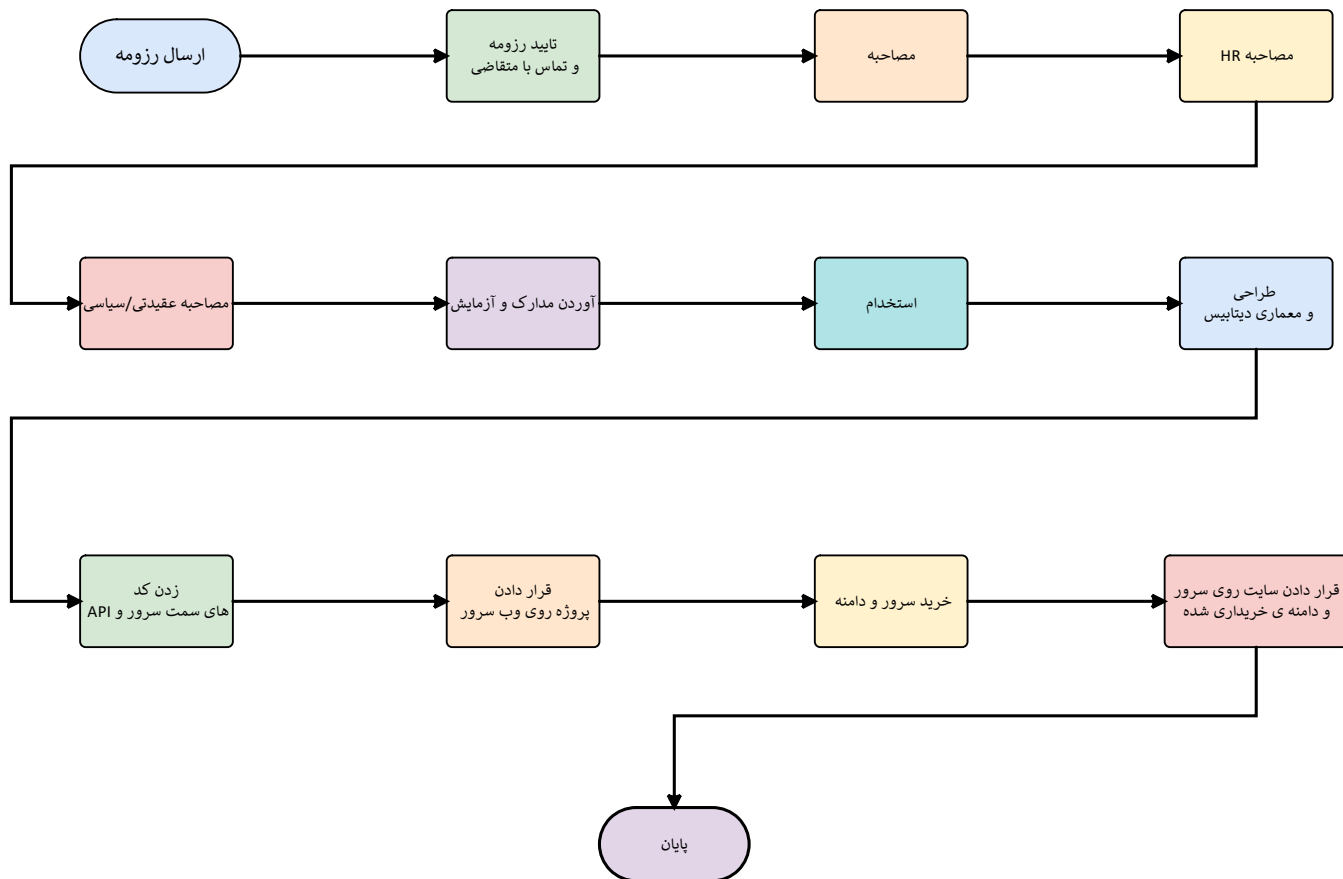 ارسال رزومه
تایید رزومه
و تماس با متقاضی
مصاحبه
مصاحبه HR
مصاحبه عقیدتی/سیاسی
آوردن مدارک و آزمایش
استخدام
طراحی
و معماری دیتابیس
زدن کد
های سمت سرور و API
قرار دادن
پروژه روی وب سرور
خرید سرور و دامنه
قرار دادن سایت روی سرور
و دامنه ی خریداری شده
پایان